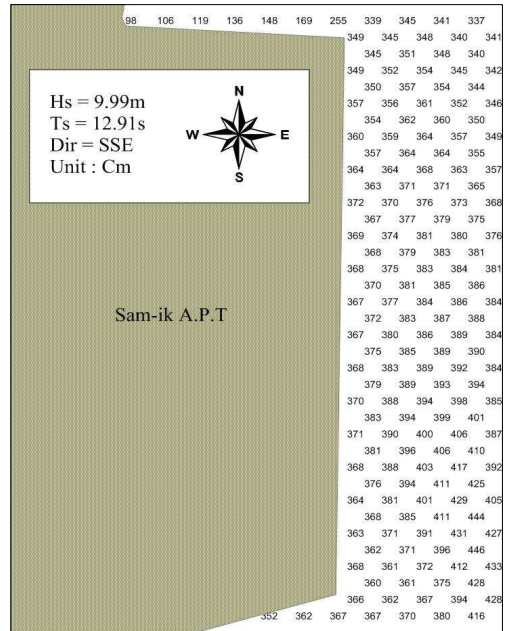 98 106 119 136 148 169 255 339 345 341 337
349 345 348 340 341
345 351 348 340
349 352 354 345 342
350 357 354 344
N
Hs = 9.99m
357 356 361 352 346
Ts = 12.91s
354 362 360 350
W E
360 359 364 357 349
Dir = SSE
357 364 364 355
Unit : Cm
S
364 364 368 363 357
363 371 371 365
372 370 376 373 368
367 377 379 375
369 374 381 380 376
368 379 383 381
368 375 383 384 381
370 381 385 386
367 377 384 386 384
Sam-ik A.P.T
372 383 387 388
367 380 386 389 384
375 385 389 390
368 383 389 392 384
379 389 393 394
370 388 394 398 385
383 394 399 401
371 390 400 406 387
381 396 406 410
368 388 403 417 392
376 394 411 425
364 381 401 429 405
368 385 411 444
363 371 391 431 427
362 371 396 446
368 361 372 412 433
360 361 375 428
366 362 367 394 428
352 362 367 367 370 380 416